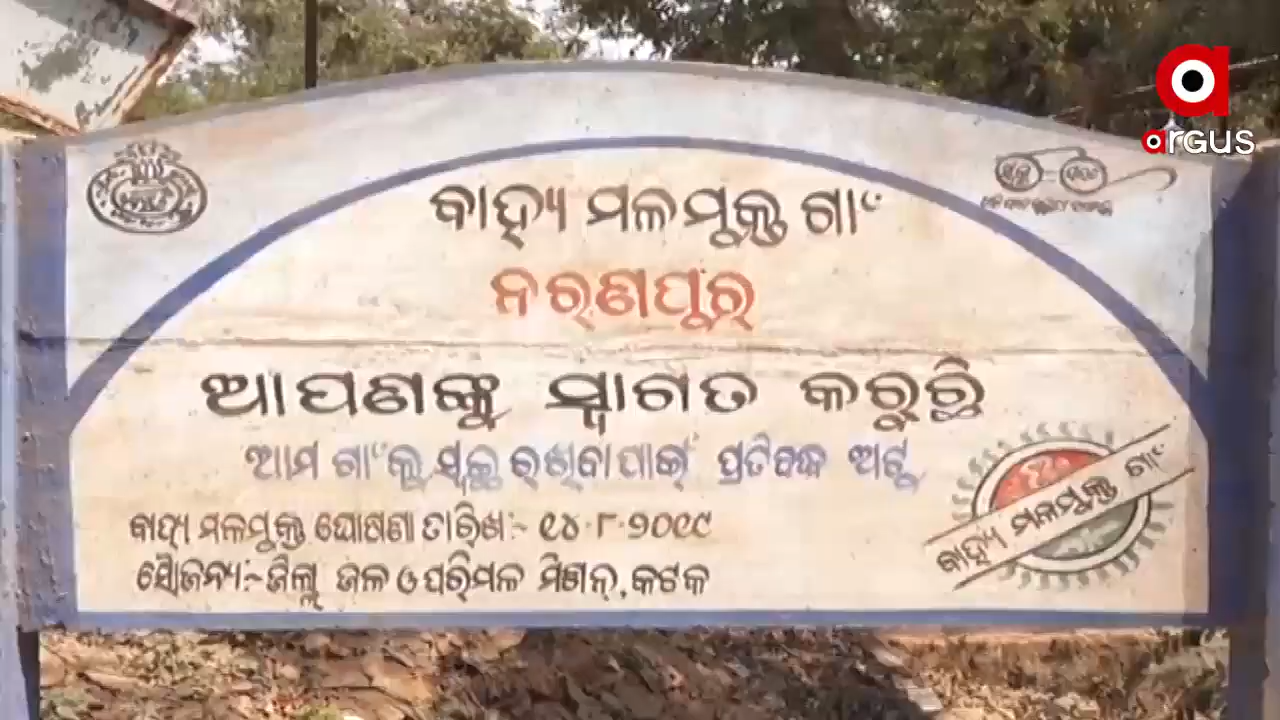 argus
ବାହ୍ୟ ମଳମୁକ୍ତ ଗାଁ
ନରଣପୁର
ଆପଣଙ୍କୁ ସ୍ୱାଗତ କରୁଛି
ଆମ ଗାଁକୁ ସ୍ୱଚ୍ଛ ରଖିବାପାଇଁ ପ୍ରତିବଦ୍ଧ ଅଟୁ
ବାହ୍ୟ ମଳମୁକ୍ତ ଘୋଷଣା ତାରିଖ:- ୧୪-୮-୨୦୧୯
ସୌଜନ୍ୟ:- ଜିଲ୍ଲା ଜଳ ଓ ପରିମଳ ମିଶନ୍, କଟକ
ବାହ୍ୟ ମଳମୁକ୍ତ ଗାଁ